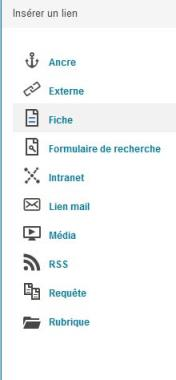 Insérer un lien
Ancre
Externe
Fiche
Formulaire de recherche
Intranet
Lien mail
Média
RSS
Requête
Rubrique